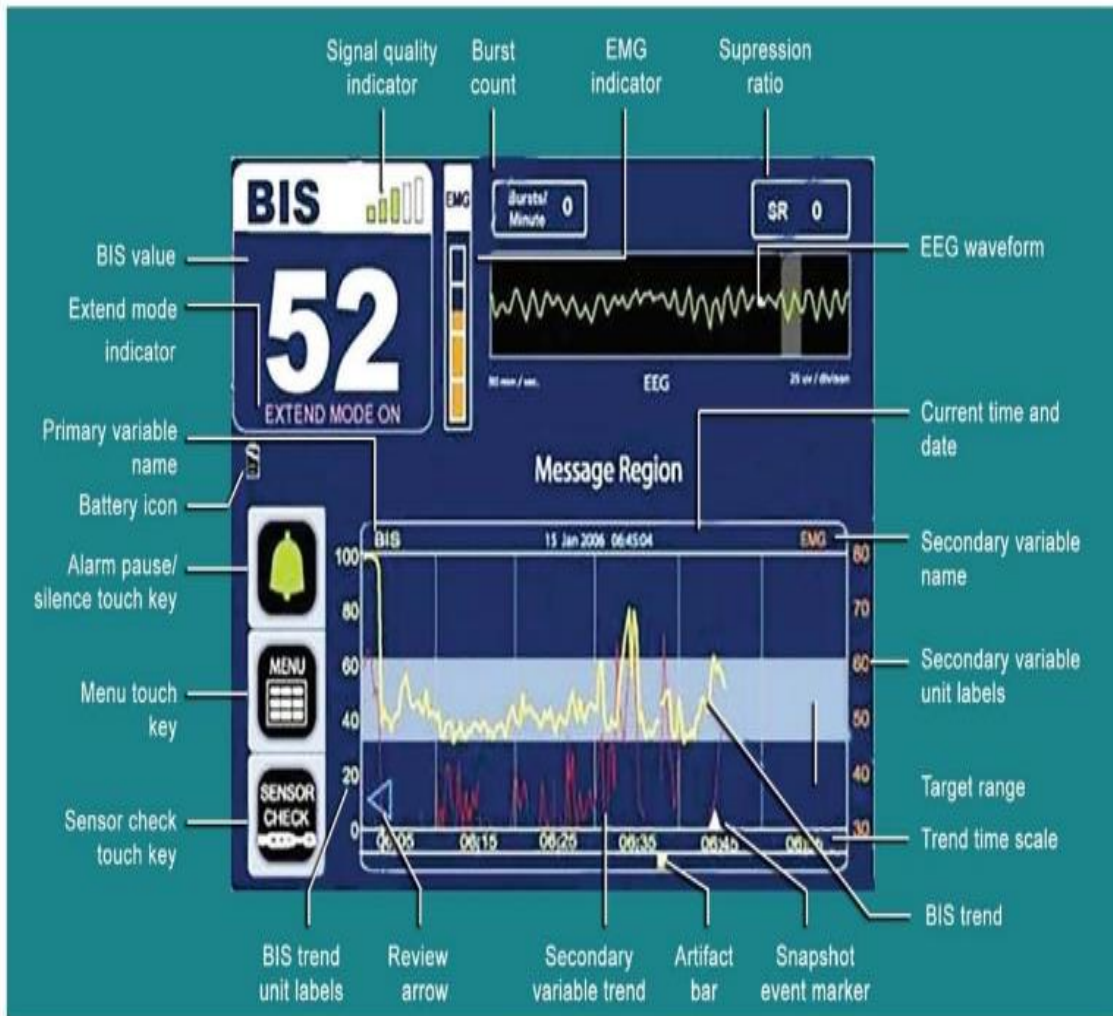 Signal quality
indicator
Burst
count
EMG
indicator
Supression
ratio
BIS
EMG
Bursts/
Minute 0
SR 0
BIS value
52
Extend mode
indicator
EXTEND MODE ON
EEG waveform
EEG
25 uv / divison
Primary variable
name
Current time and
date
Battery icon
Message Region
BIS
15 Jan 2006 06:45:04
EMG
Alarm pause/
silence touch key
Secondary variable
name
100
80
60
40
20
0
80
70
60
50
40
30
MENU
Menu touch
key
Secondary variable
unit labels
SENSOR
CHECK
Sensor check
touch key
Target range
06:15
06:25
06:35
06:45
Trend time scale
BIS trend
BIS trend
unit labels
Review
arrow
Secondary
variable trend
Artifact
bar
Snapshot
event marker